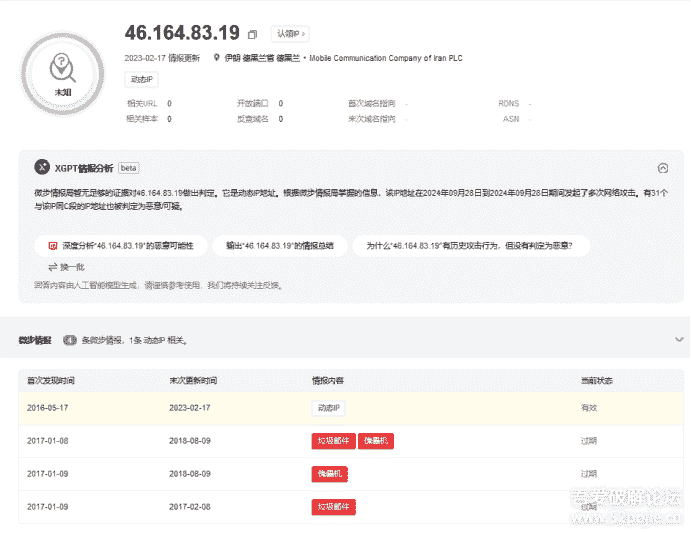 46.164.83.19 认领IP >
2023-02-17 情报更新 伊朗 德黑兰省 德黑兰 • Mobile Communication Company of Iran PLC
未知
动态IP
相关URL 0 开放端口 0 首次域名指向 - RDNS -
相关样本 0 反查域名 0 末次域名指向 - ASN -
XGPT情报分析 beta
微步情报局暂无足够的证据对46.164.83.19做出判定。它是动态IP地址。根据微步情报局掌握的信息，该IP地址在2024年09月28日到2024年09月28日期间发起了多次网络攻击。有31个
与该IP同C段的IP地址也被判定为恶意/可疑。
深度分析"46.164.83.19"的恶意可能性 输出"46.164.83.19"的情报总结 为什么"46.164.83.19"有历史攻击行为，但没有判定为恶意?
换一批
回答内容由人工智能模型生成，请谨慎参考使用，我们将持续关注反馈。
微步情报 4 条微步情报，1条 动态IP 相关。
首次发现时间 末次更新时间 情报内容 当前状态
2016-05-17 2023-02-17 动态IP 有效
2017-01-08 2018-08-09 垃圾邮件 傀儡机 过期
2017-01-09 2018-08-09 傀儡机 过期
2017-01-09 2017-02-08 垃圾邮件 过期
吾爱破解论坛
www.52pojie.cn